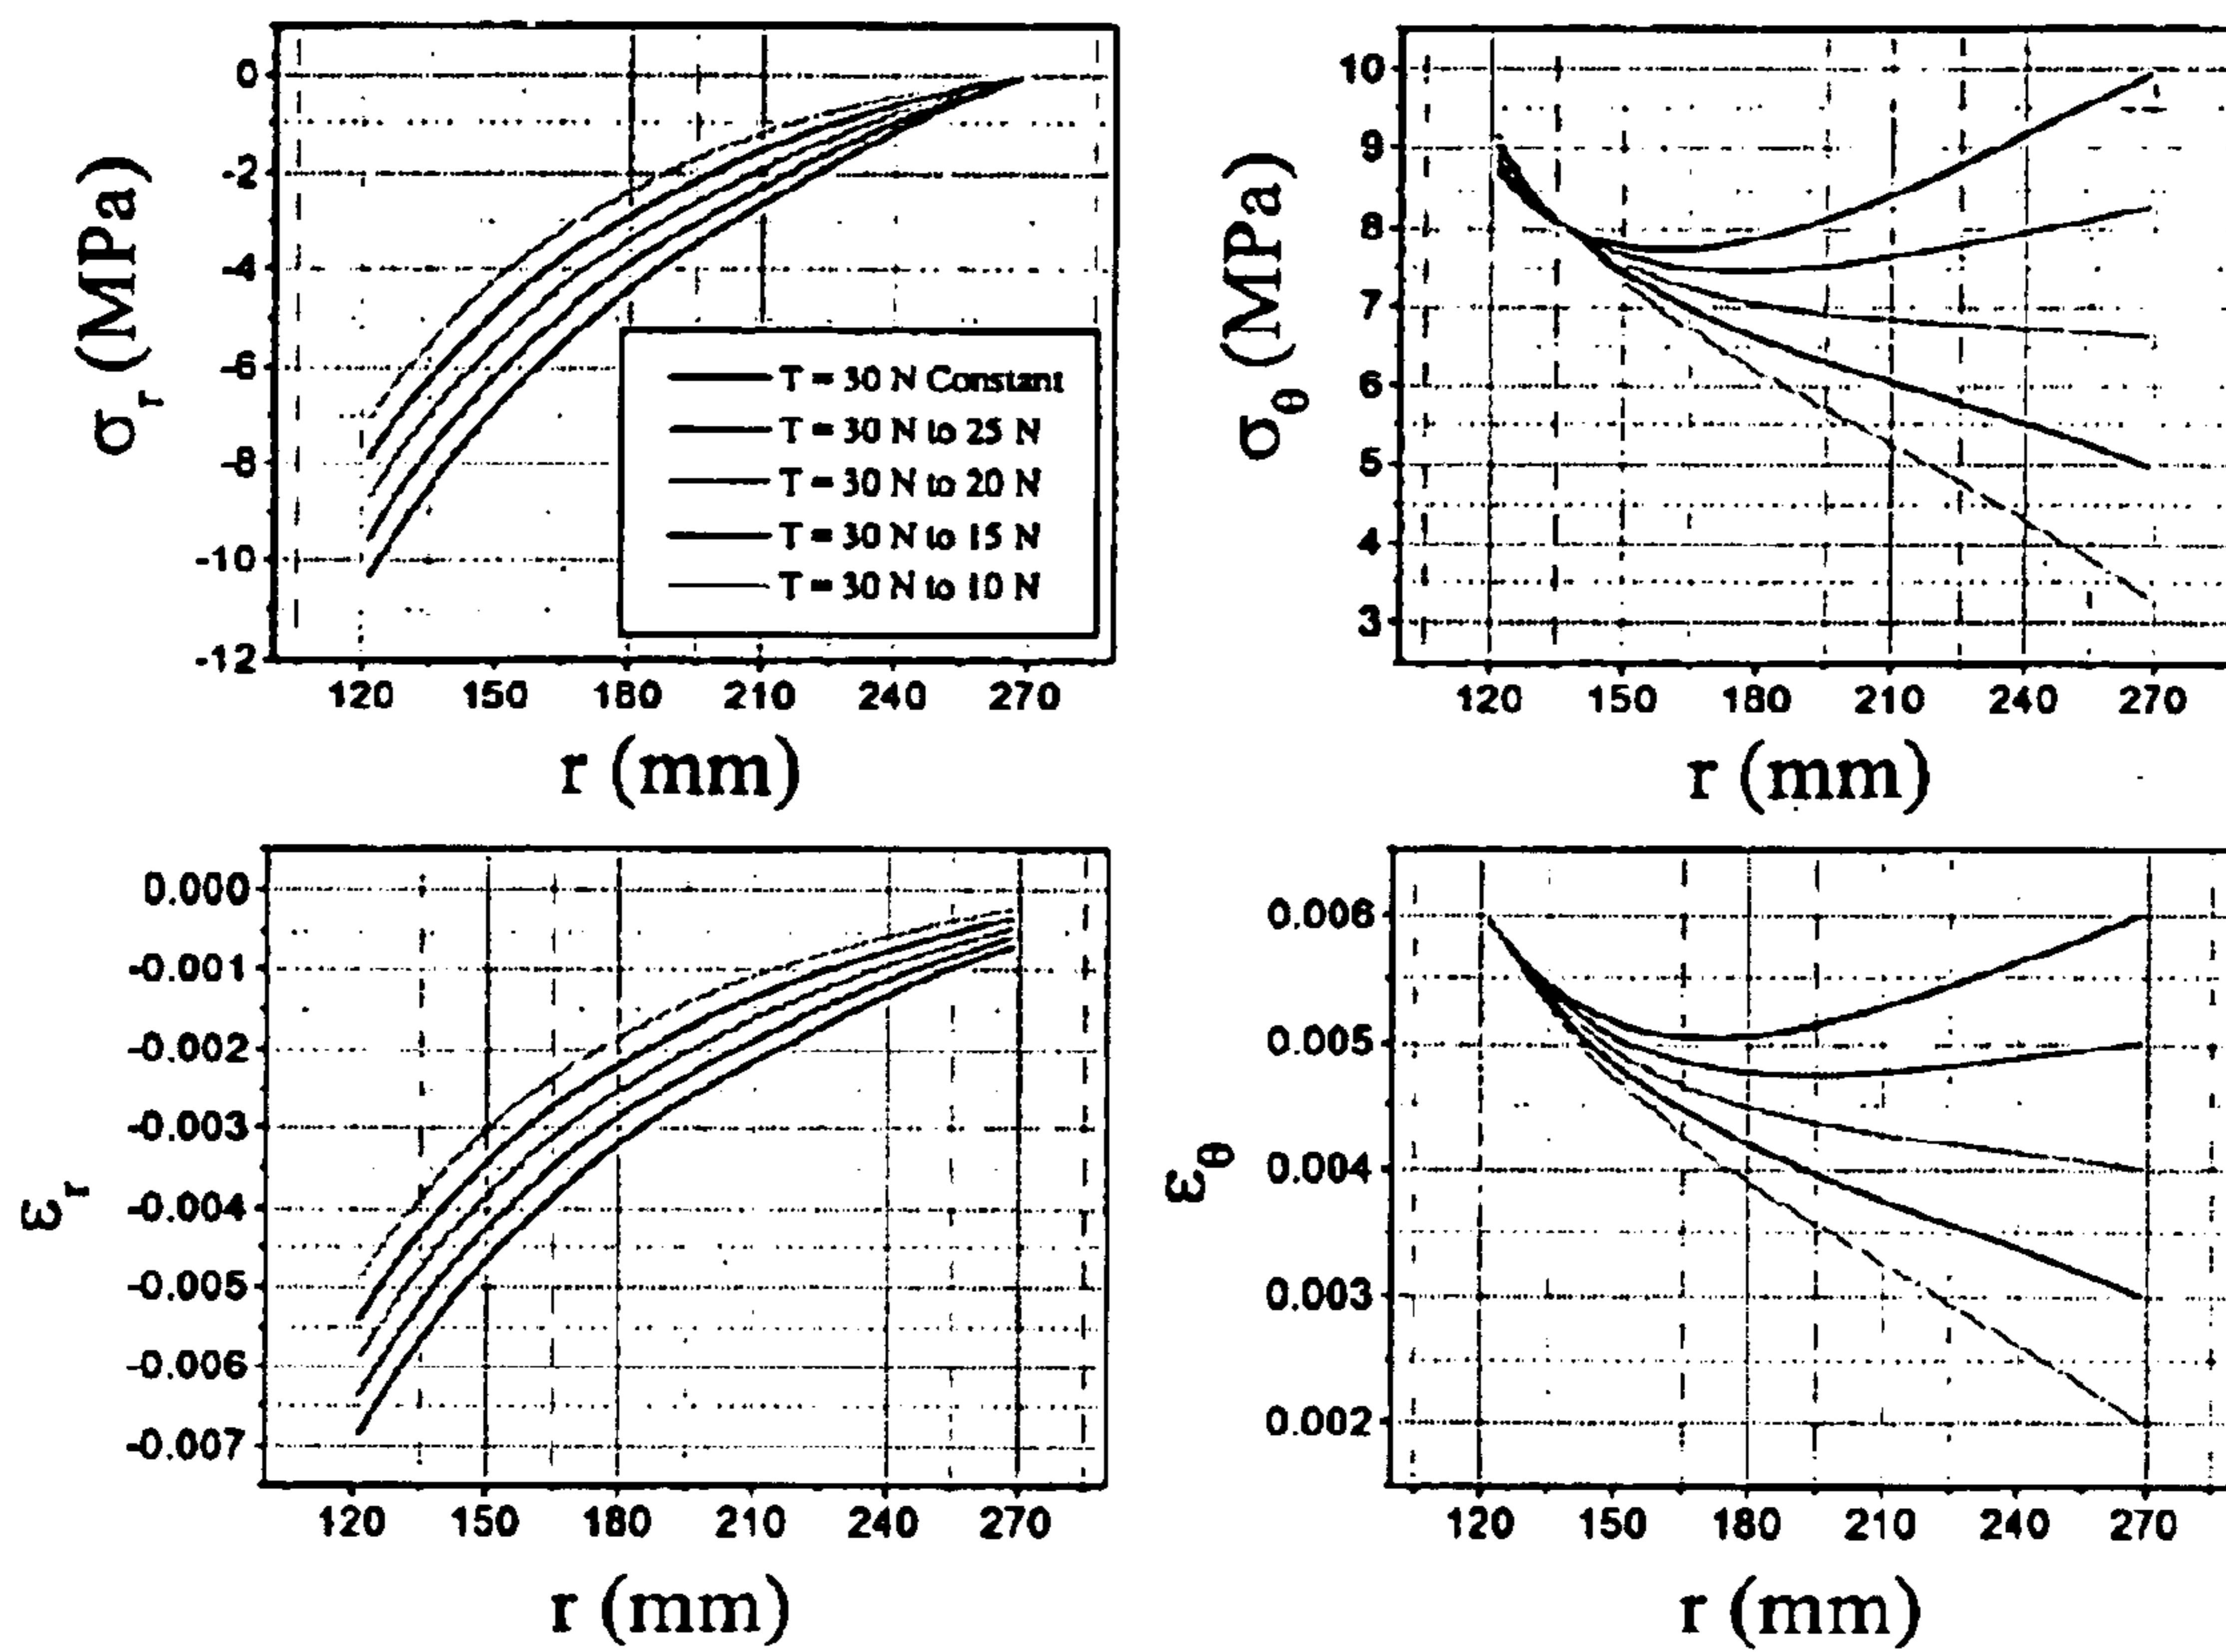 0
-2
-4
-6
-8
-10
-12
σr (MPa)
T = 30 N Constant
T = 30 N to 25 N
T = 30 N to 20 N
T = 30 N to 15 N
T = 30 N to 10 N
120 150 180 210 240 270
r (mm)
10
9
8
7
6
5
4
3
σθ (MPa)
120 150 180 210 240 270
r (mm)
0.000
-0.001
-0.002
-0.003
-0.004
-0.005
-0.006
-0.007
εr
120 150 180 210 240 270
r (mm)
0.006
0.005
0.004
0.003
0.002
εθ
120 150 180 210 240 270
r (mm)